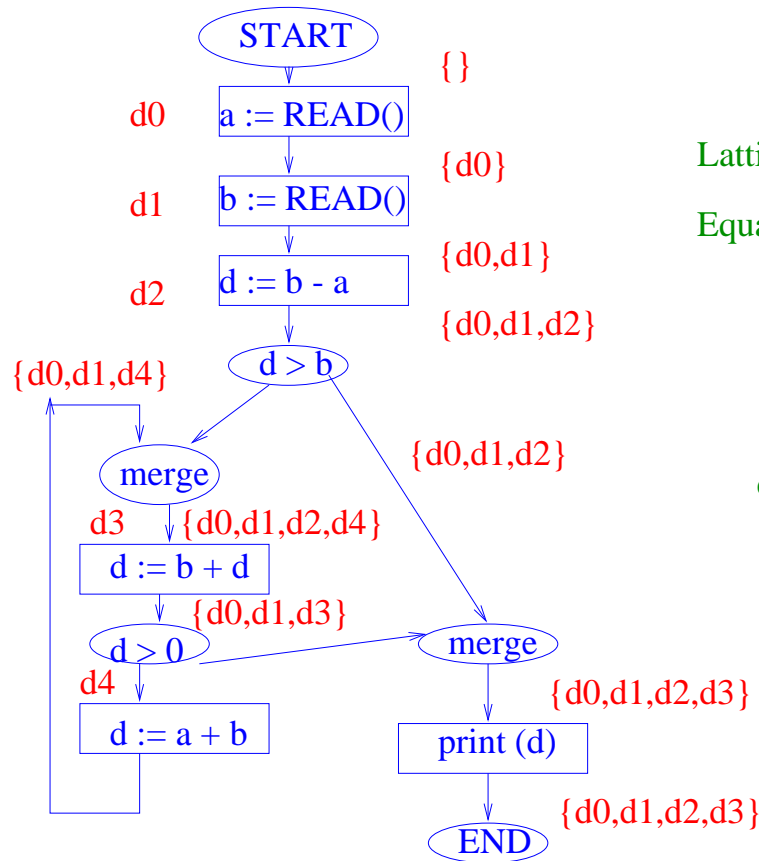 START
{}
d0
a := READ()
{d0}
Latti
d1
b := READ()
Equa
{d0,d1}
d2
d := b - a
{d0,d1,d2}
d > b
{d0,d1,d4}
{d0,d1,d2}
merge
d3
{d0,d1,d2,d4}
d := b + d
{d0,d1,d3}
d > 0
merge
d4
{d0,d1,d2,d3}
d := a + b
print (d)
{d0,d1,d2,d3}
END